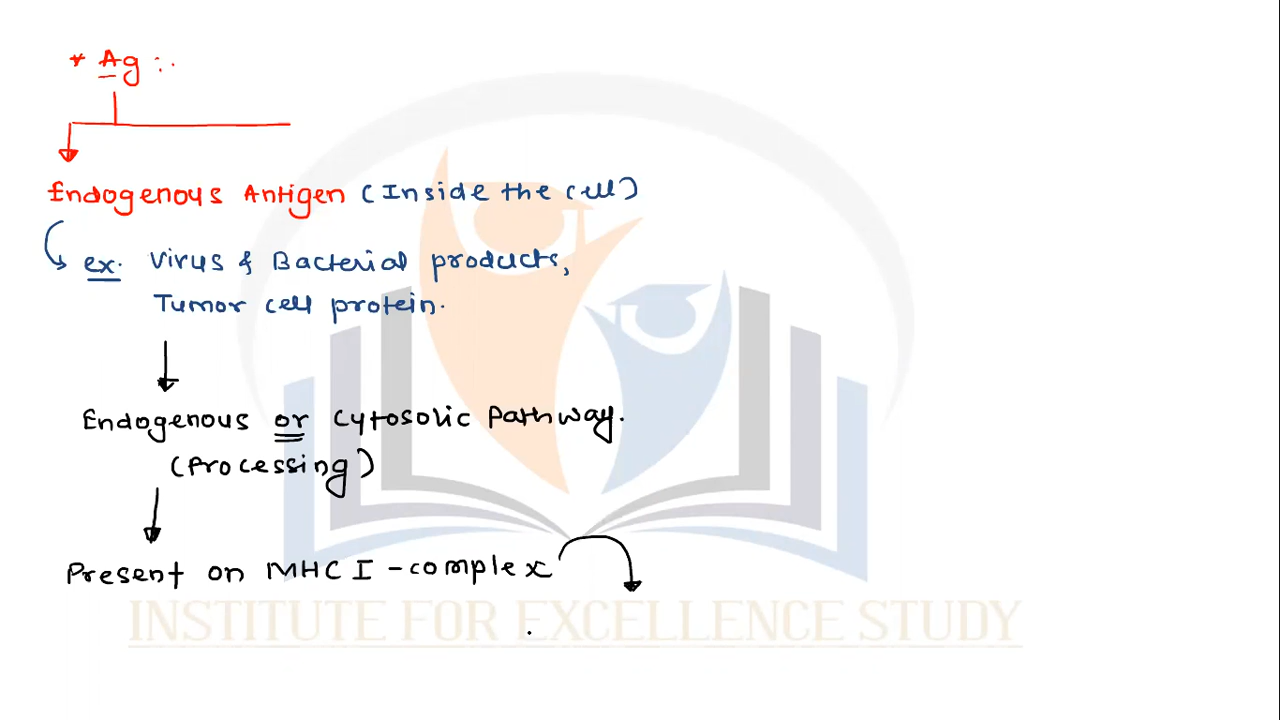 * Ag :.
Endogenous Antigen (Inside the cell)
ex. Virus & Bacterial products,
Tumor cell protein.
Endogenous or Cytosolic Pathway.
(Processing)
Present on MHC I - complex
INSTITUTE FOR EXCELLENCE STUDY